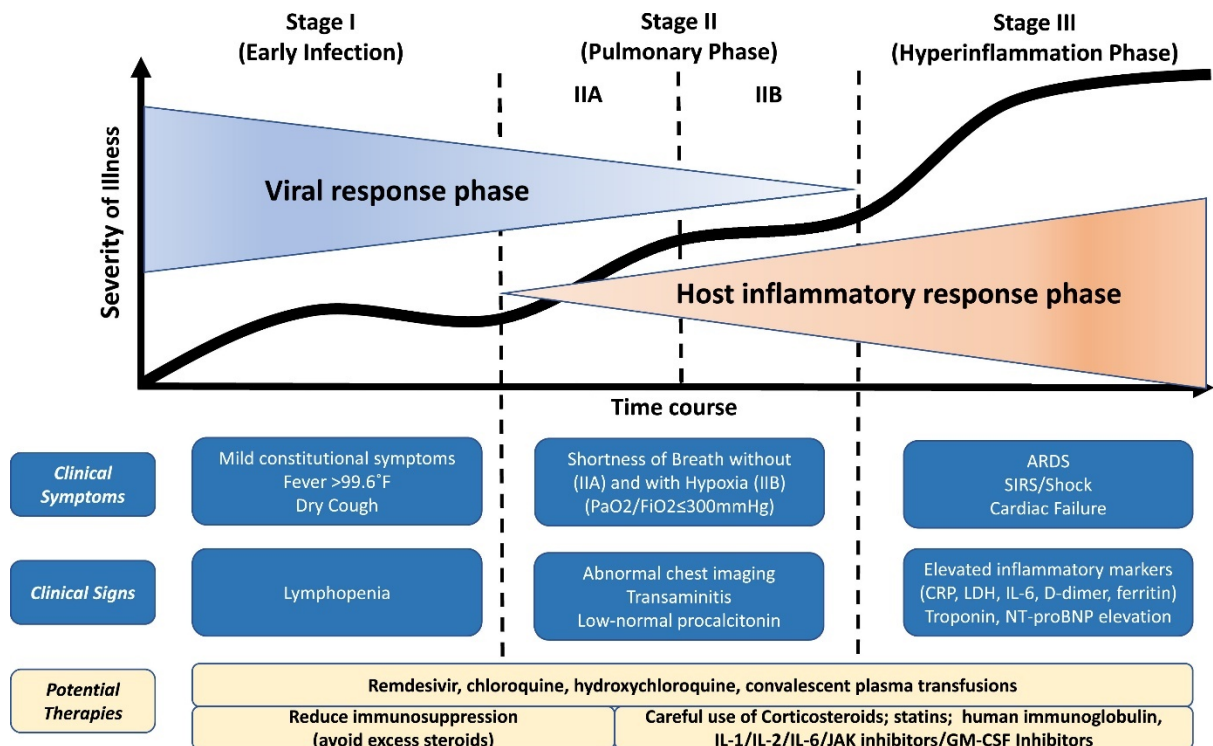 Stage I
(Early Infection)
Stage II
(Pulmonary Phase)
Stage III
(Hyperinflammation Phase)
IIA
IIB
Severity of Illness
Viral response phase
Host inflammatory response phase
Time course
Clinical
Symptoms
Mild constitutional symptoms
Fever >99.6°F
Dry Cough
Shortness of Breath without
(IIA) and with Hypoxia (IIB)
(PaO2/FiO2≤300mmHg)
ARDS
SIRS/Shock
Cardiac Failure
Clinical Signs
Lymphopenia
Abnormal chest imaging
Transaminitis
Low-normal procalcitonin
Elevated inflammatory markers
(CRP, LDH, IL-6, D-dimer, ferritin)
Troponin, NT-proBNP elevation
Potential
Therapies
Remdesivir, chloroquine, hydroxychloroquine, convalescent plasma transfusions
Reduce immunosuppression
(avoid excess steroids)
Careful use of Corticosteroids; statins; human immunoglobulin,
IL-1/IL-2/IL-6/JAK inhibitors/GM-CSF Inhibitors